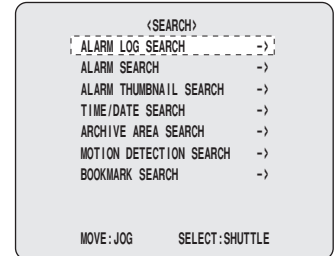 <SEARCH>
ALARM LOG SEARCH ->
ALARM SEARCH ->
ALARM THUMBNAIL SEARCH ->
TIME/DATE SEARCH ->
ARCHIVE AREA SEARCH ->
MOTION DETECTION SEARCH ->
BOOKMARK SEARCH ->
MOVE:JOG SELECT:SHUTTLE